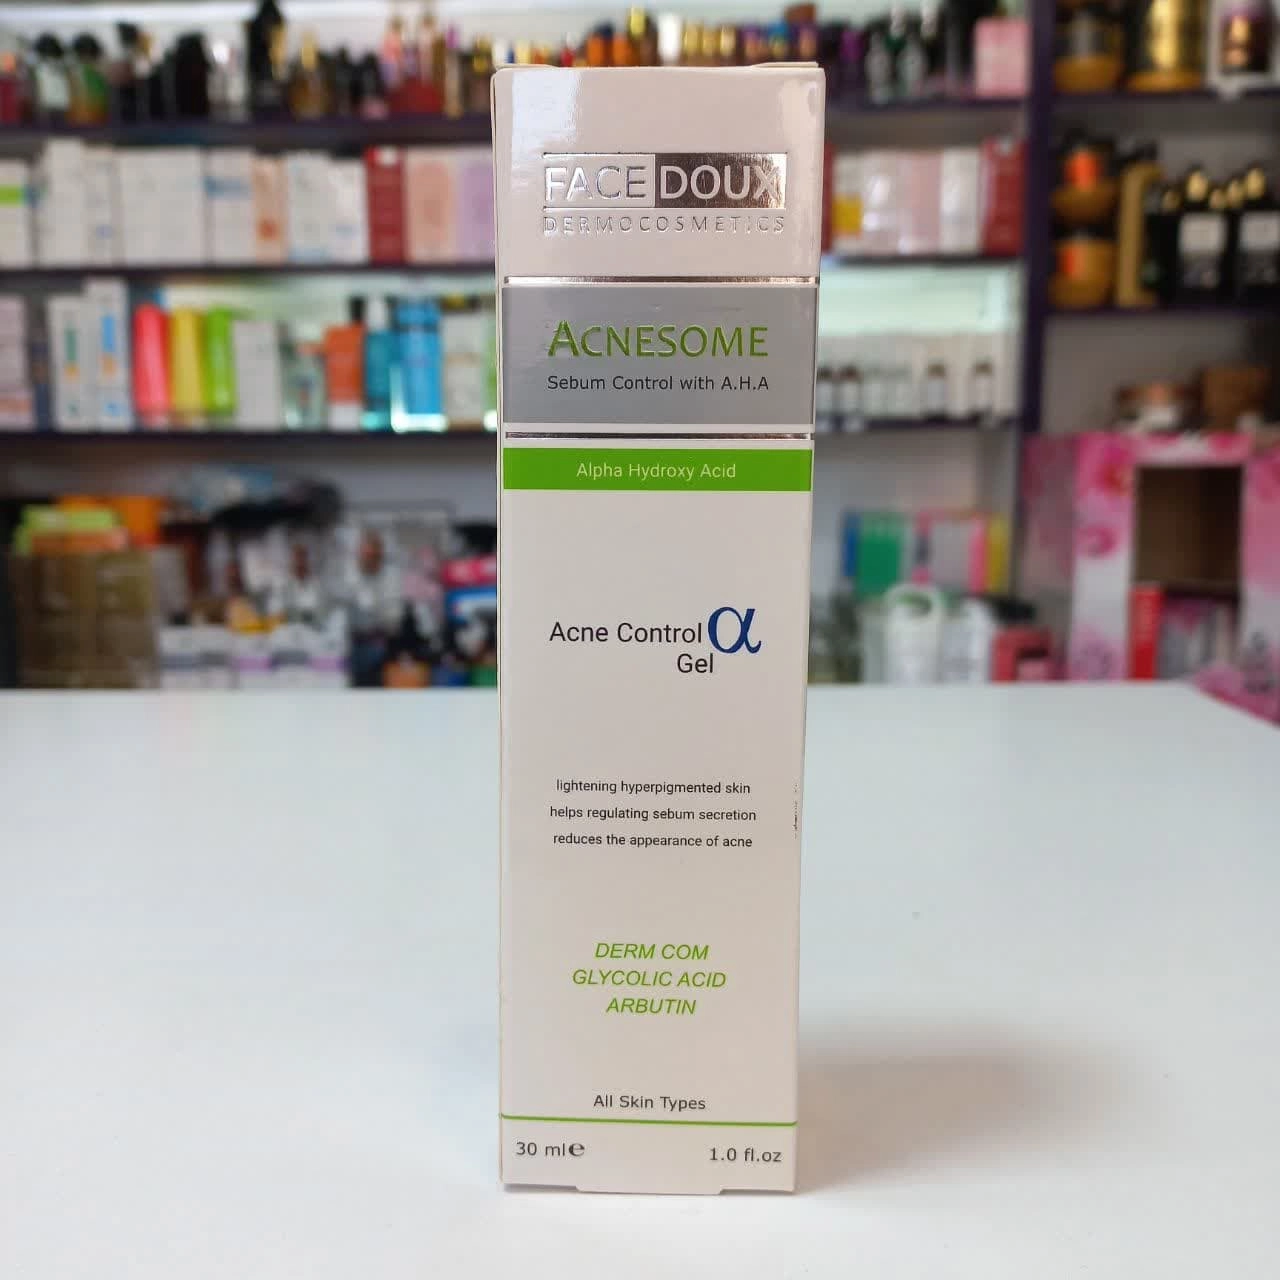 FACE DOUX
DERMOCOSMETICS
ACNESOME
Sebum Control with A.H.A
Alpha Hydroxy Acid
Acne Control α
Gel
lightening hyperpigmented skin
helps regulating sebum secretion
reduces the appearance of acne
DERM COM
GLYCOLIC ACID
ARBUTIN
All Skin Types
30 ml℮ 1.0 fl.oz